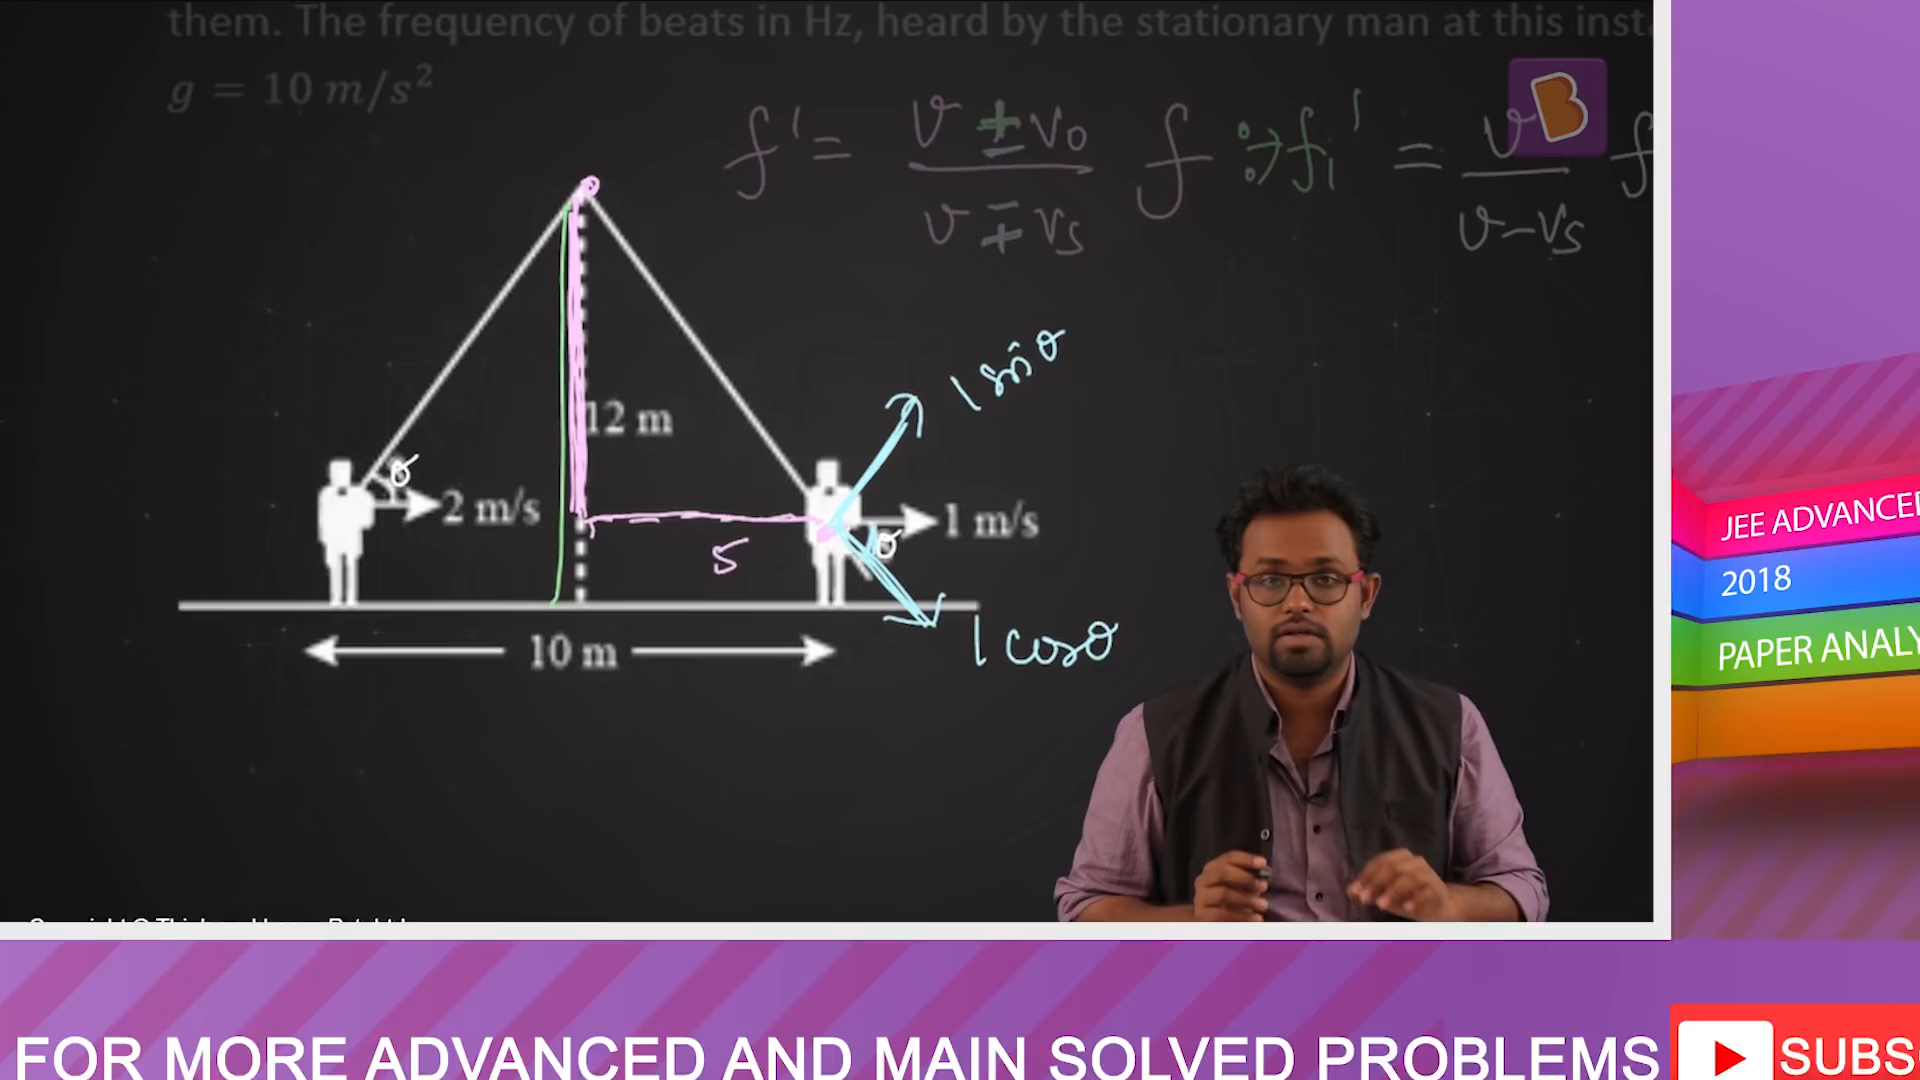 them. The frequency of beats in Hz, heard by the stationary man at this inst
g = 10 m/s²
f' = v ± v₀ / v ∓ vₛ f ∴ f₁' = v / v - vₛ f
1 sin θ
12 m
θ
2 m/s
1 m/s
θ
5
1 cos θ
10 m
JEE ADVANCED
2018
PAPER ANALY
FOR MORE ADVANCED AND MAIN SOLVED PROBLEMS
SUBS